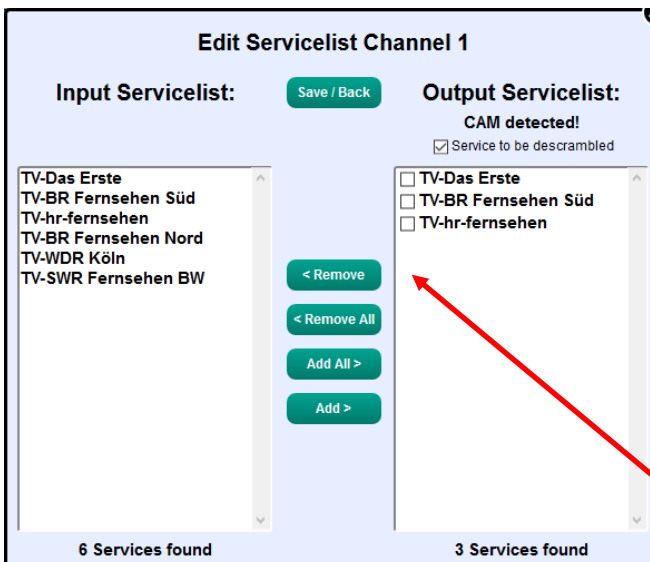 Edit Servicelist Channel 1
Input Servicelist:
Save / Back
Output Servicelist:
CAM detected!
Service to be descrambled
TV-Das Erste
TV-BR Fernsehen Süd
TV-hr-fernsehen
TV-BR Fernsehen Nord
TV-WDR Köln
TV-SWR Fernsehen BW
< Remove
< Remove All
Add All >
Add >
TV-Das Erste
TV-BR Fernsehen Süd
TV-hr-fernsehen
6 Services found
3 Services found